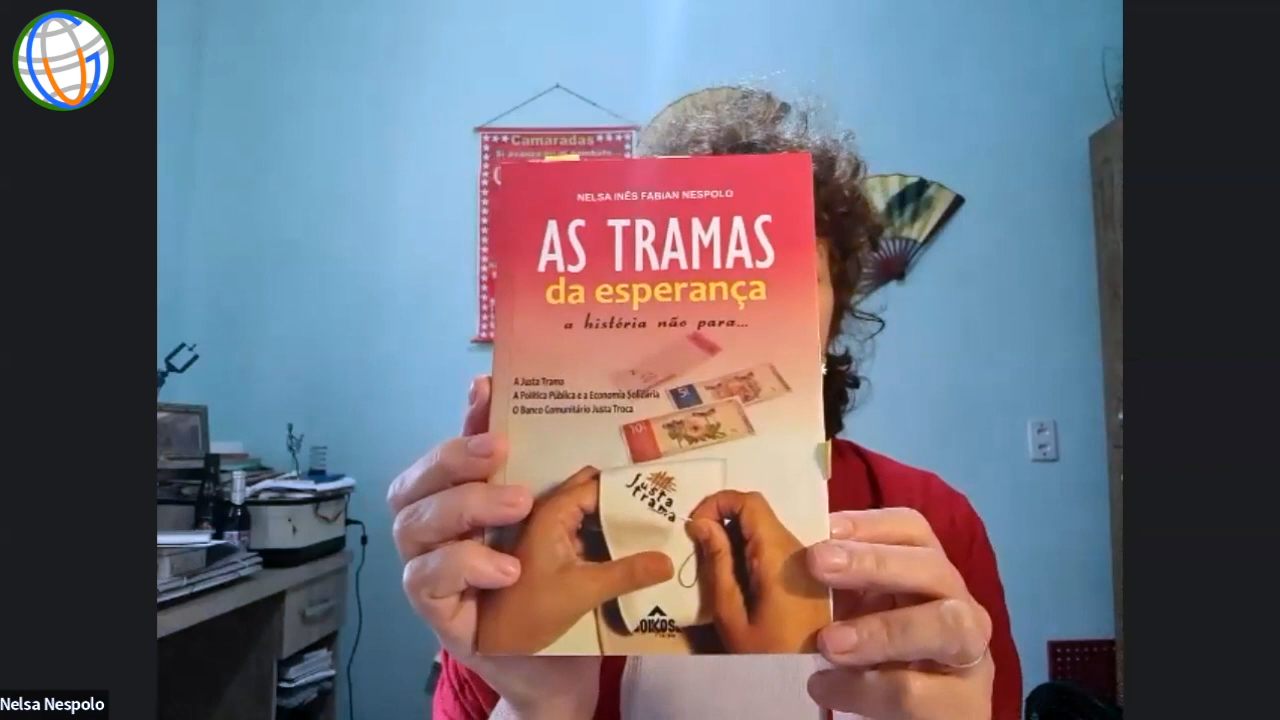 Camaradas
NELSA INÊS FABIAN NESPOLO
AS TRAMAS
da esperança
a história não para...
A Justa Trama
A Política Pública e a Economia Solidária
O Banco Comunitário Justa Troca
10
Justa
trama
OIKOS
Nelsa Nespolo